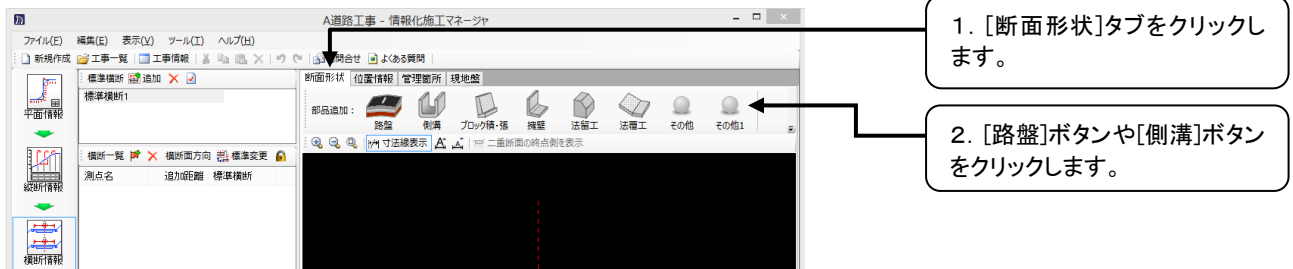 A道路工事 - 情報化施工マネージャ
ファイル(F) 編集(E) 表示(V) ツール(T) ヘルプ(H)
新規作成 工事一覧 工事情報 問合せ よくある質問
平面情報
縦断情報
横断情報
標準横断 追加
標準横断1
横断一覧 横断面方向 標準変更
測点名 追加距離 標準横断
断面形状 位置情報 管理箇所 現地盤
部品追加：
路盤 側溝 ブロック積・張 擁壁 法留工 法覆工 その他 その他1
寸法線表示 二重断面の終点側を表示
１．[断面形状]タブをクリックし
ます。
２．[路盤]ボタンや[側溝]ボタン
をクリックします。